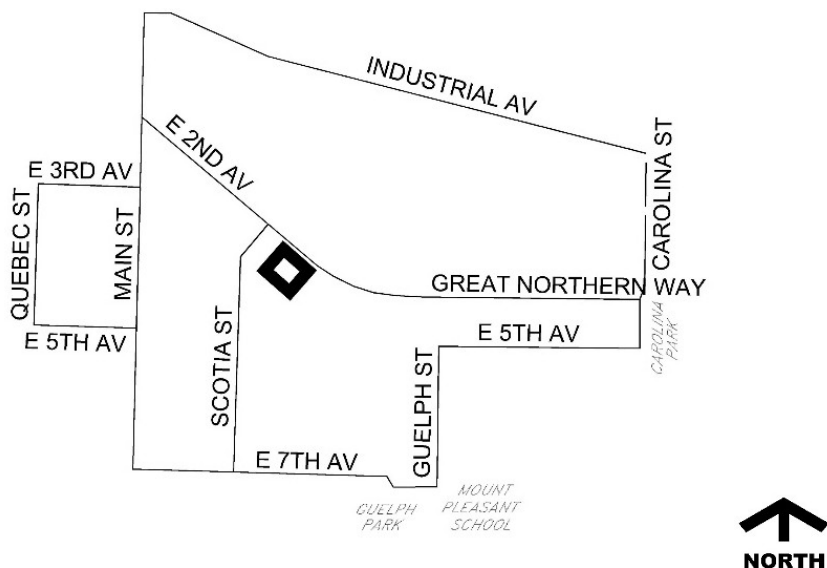 INDUSTRIAL AV
E 2ND AV
CAROLINA ST
E 3RD AV
QUEBEC ST
MAIN ST
GREAT NORTHERN WAY
E 5TH AV
E 5TH AV
CAROLINA
PARK
SCOTIA ST
GUELPH ST
E 7TH AV
GUELPH
PARK
MOUNT
PLEASANT
SCHOOL
NORTH